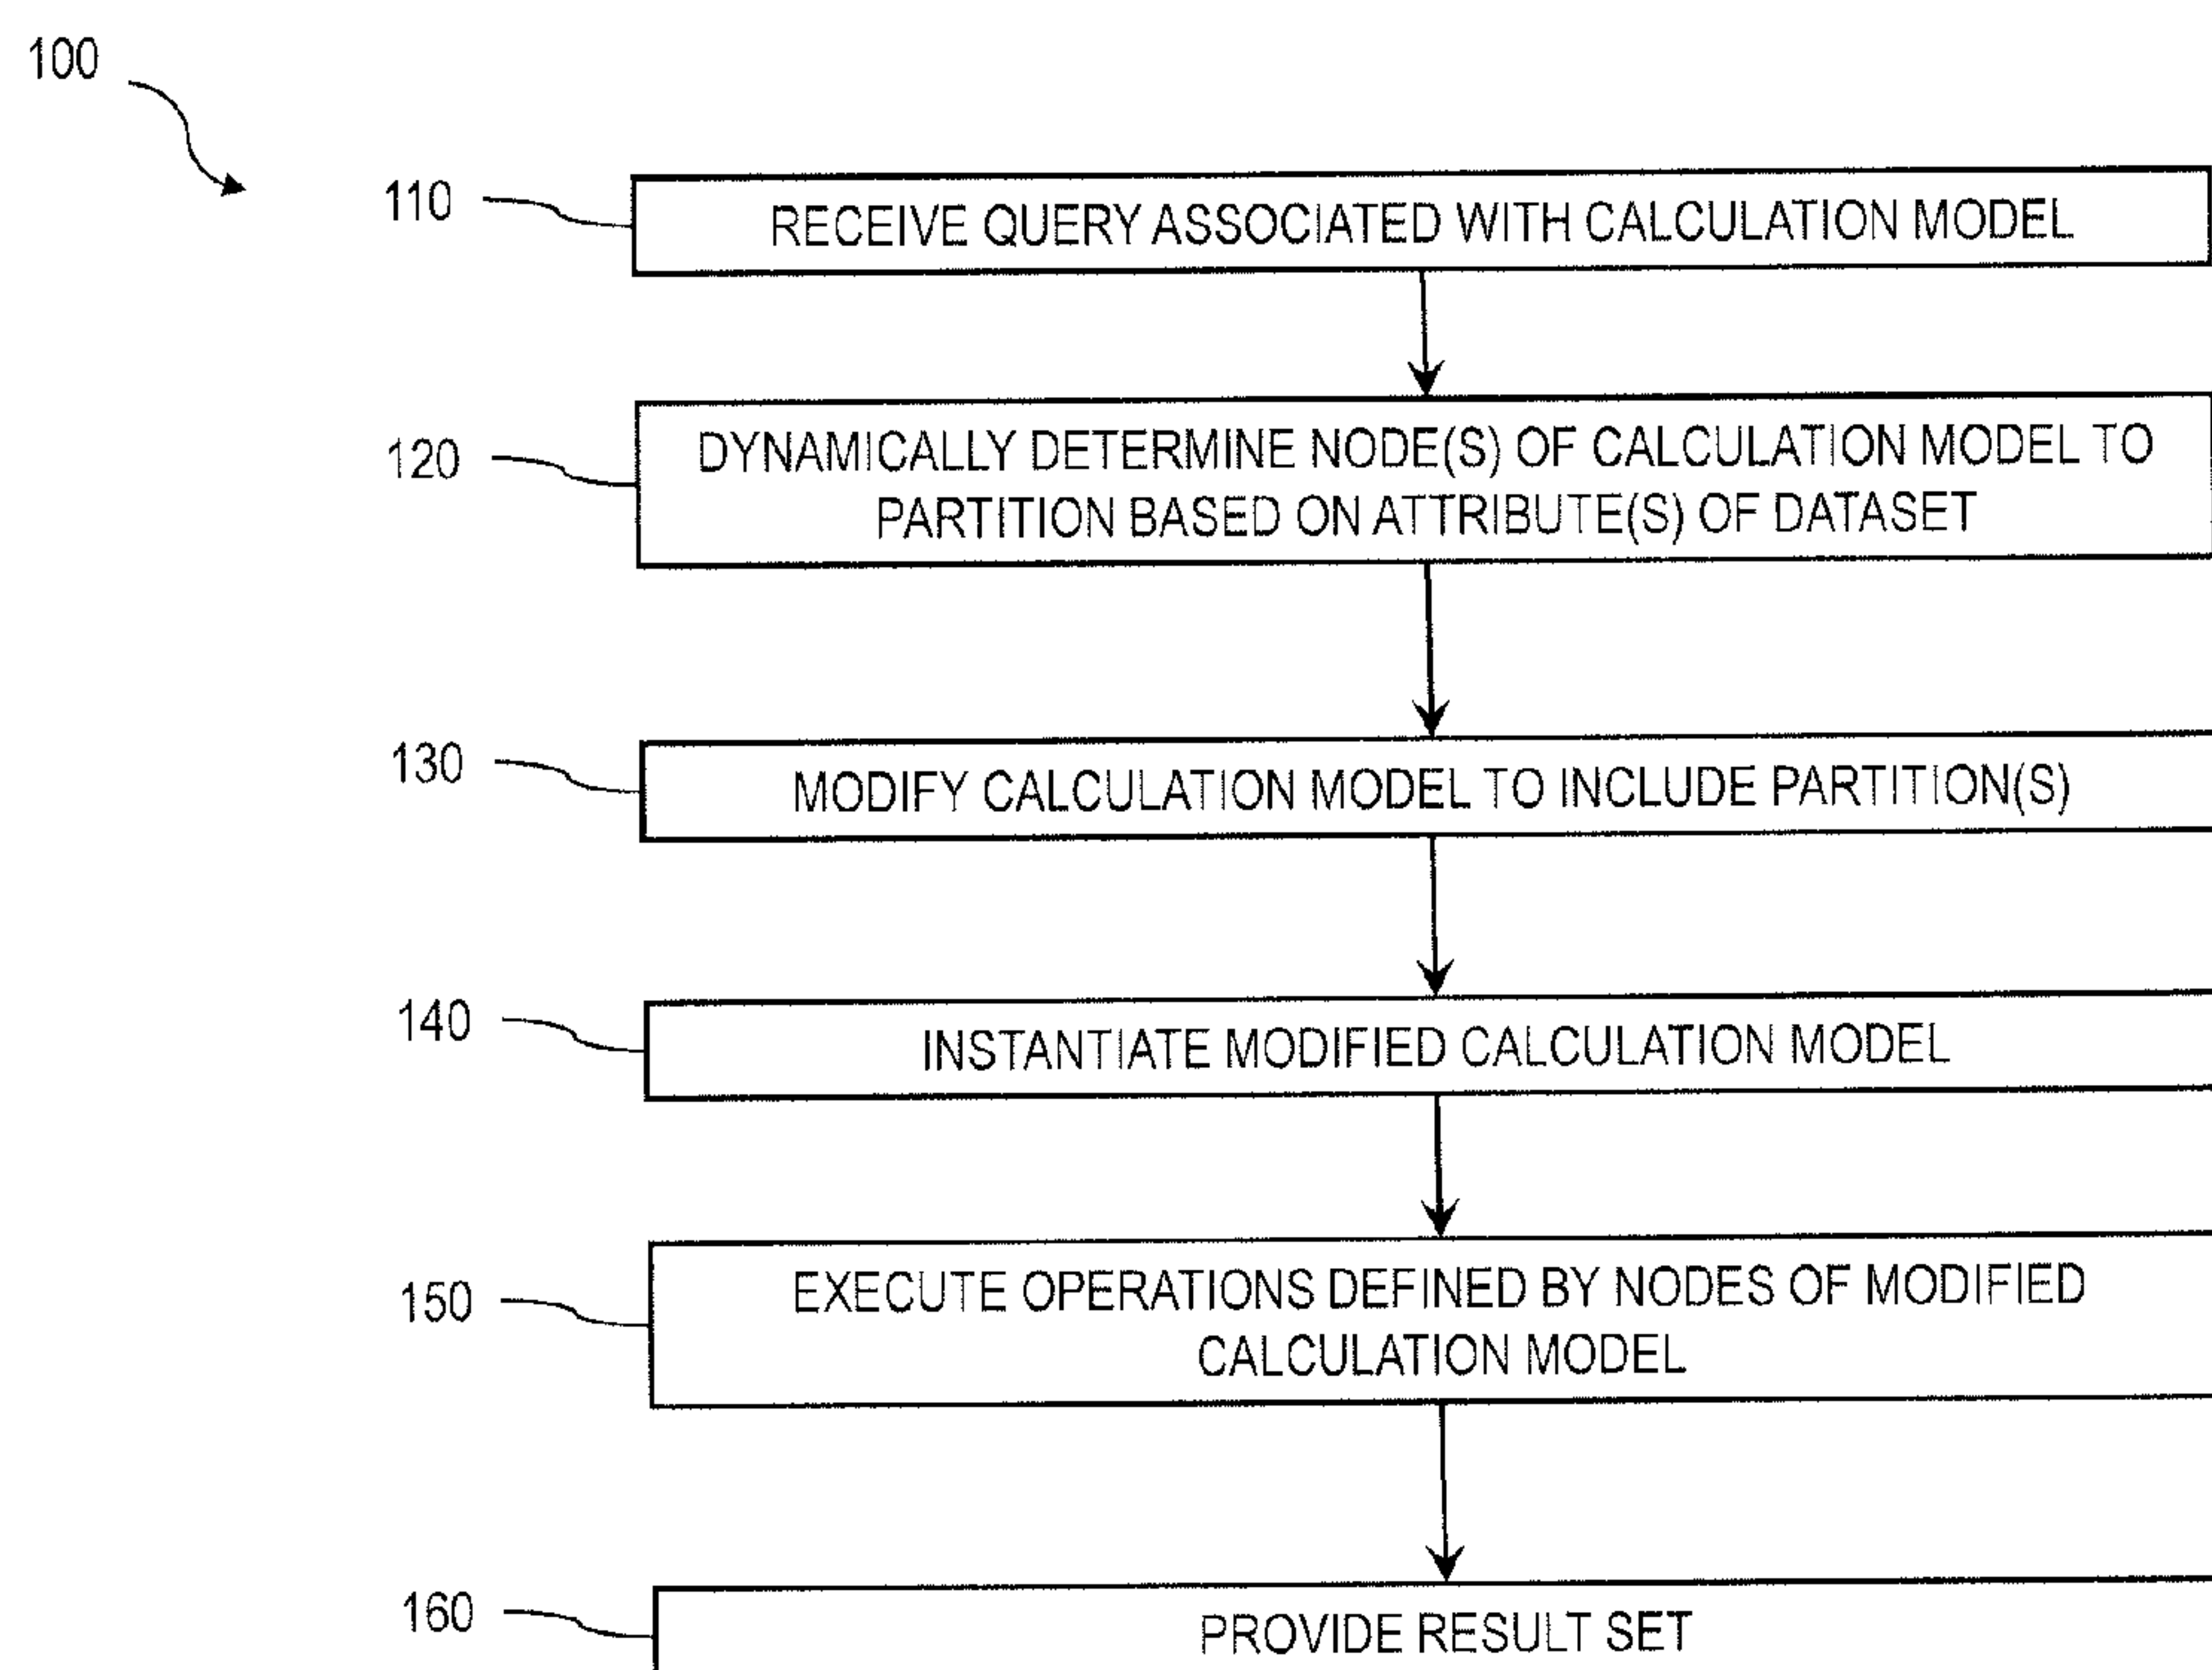 100
110
RECEIVE QUERY ASSOCIATED WITH CALCULATION MODEL
120
DYNAMICALLY DETERMINE NODE(S) OF CALCULATION MODEL TO
PARTITION BASED ON ATTRIBUTE(S) OF DATASET
130
MODIFY CALCULATION MODEL TO INCLUDE PARTITION(S)
140
INSTANTIATE MODIFIED CALCULATION MODEL
150
EXECUTE OPERATIONS DEFINED BY NODES OF MODIFIED
CALCULATION MODEL
160
PROVIDE RESULT SET